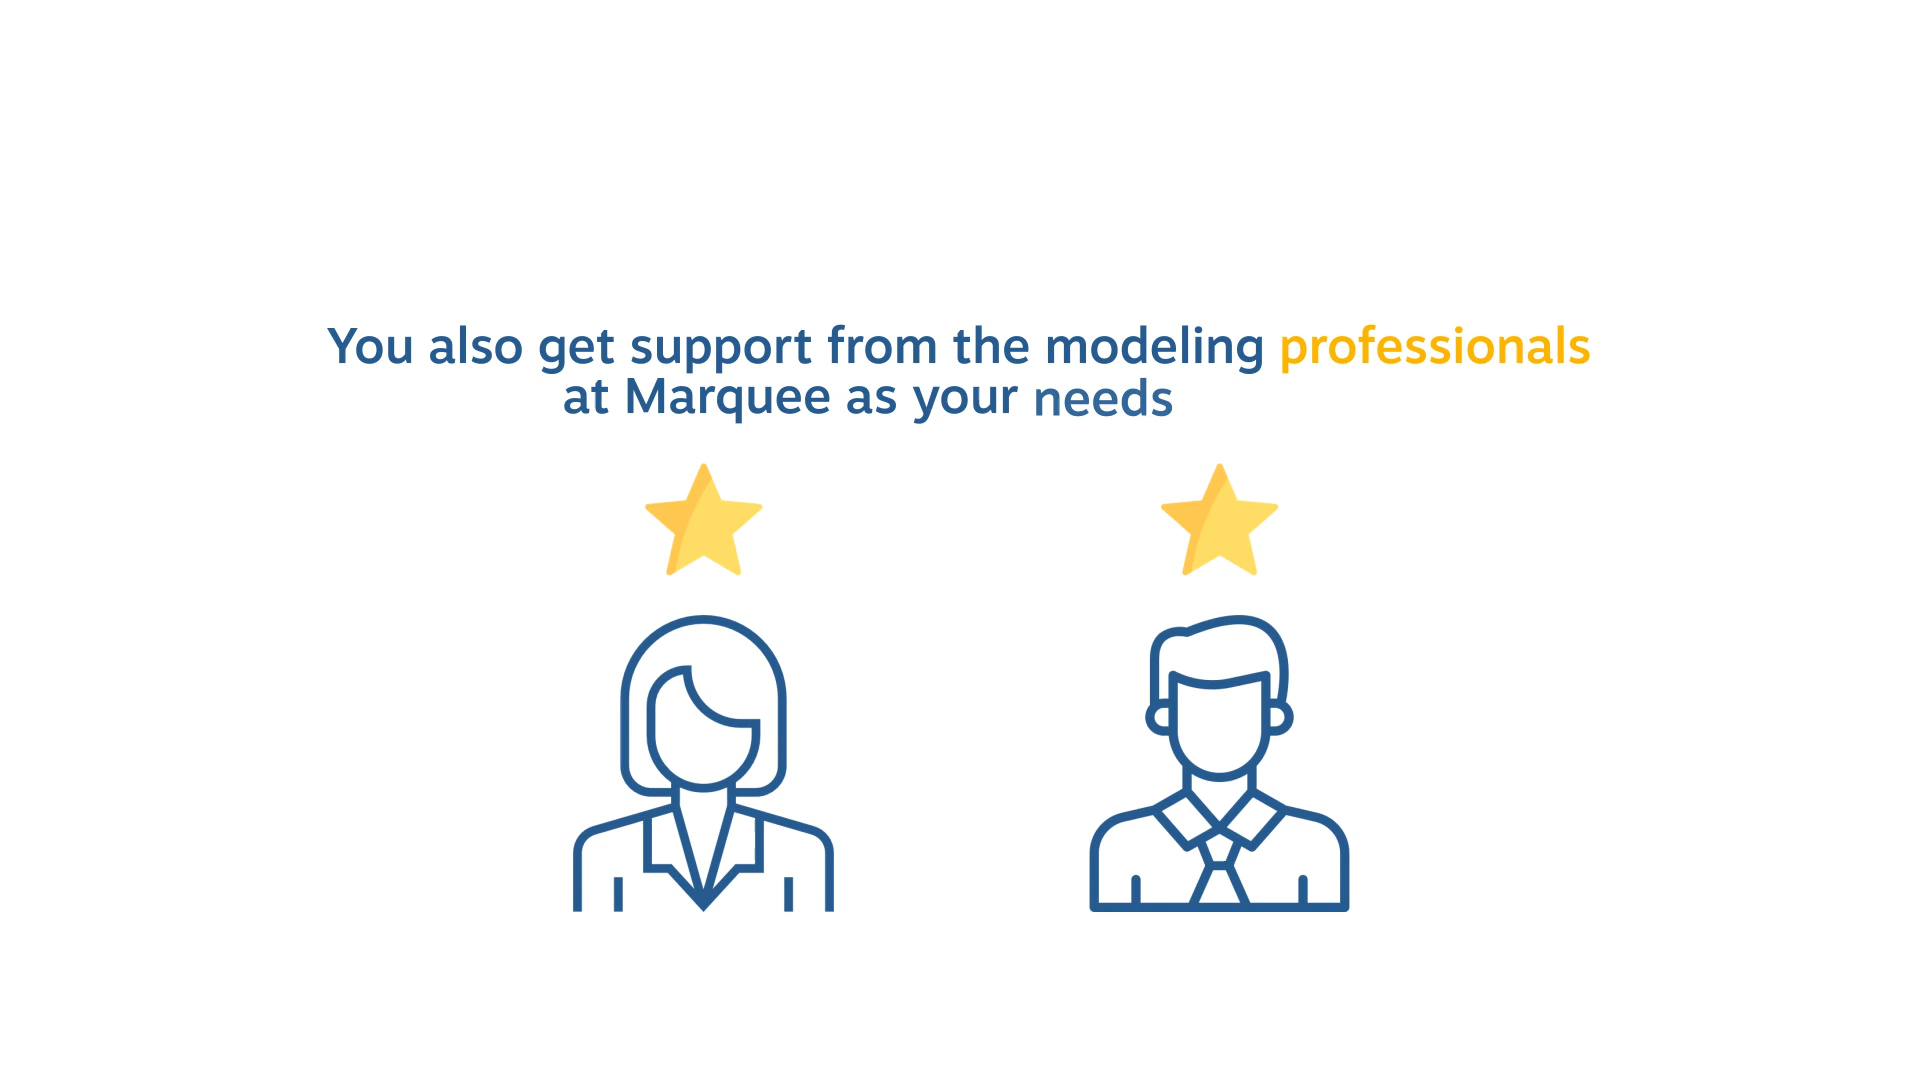 You also get support from the modeling professionals
at Marquee as your needs